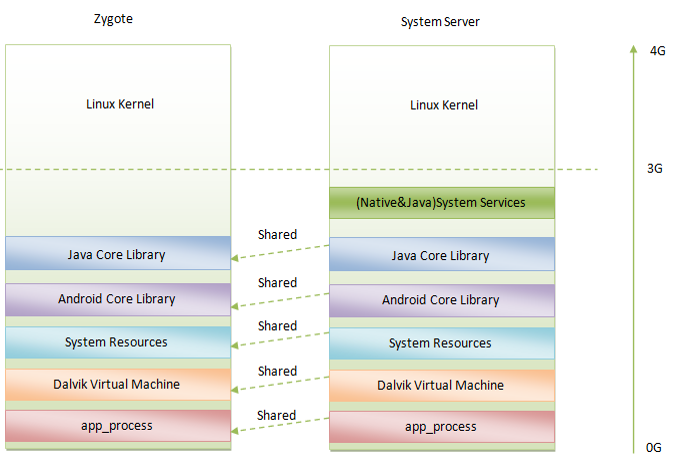 Zygote
System Server
4G
Linux Kernel
Linux Kernel
3G
(Native&Java)System Services
Shared
Java Core Library
Java Core Library
Shared
Android Core Library
Android Core Library
Shared
System Resources
System Resources
Shared
Dalvik Virtual Machine
Dalvik Virtual Machine
Shared
app_process
app_process
0G